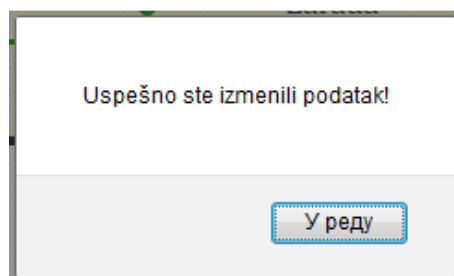 Uspešno ste izmenili podatak!
У реду